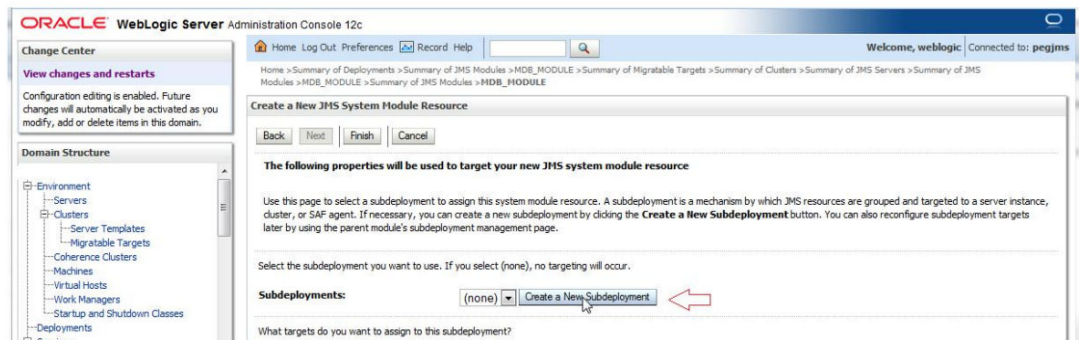 ORACLE WebLogic Server Administration Console 12c
Change Center
View changes and restarts
Configuration editing is enabled. Future
changes will automatically be activated as you
modify, add or delete items in this domain.
Domain Structure
Environment
Servers
Clusters
Server Templates
Migratable Targets
Coherence Clusters
Machines
Virtual Hosts
Work Managers
Startup and Shutdown Classes
Deployments
Home Log Out Preferences Record Help
Welcome, weblogic Connected to: pegjms
Home >Summary of Deployments >Summary of JMS Modules >MDB_MODULE >Summary of Migratable Targets >Summary of Clusters >Summary of JMS Servers >Summary of JMS
Modules >MDB_MODULE >Summary of JMS Modules >MDB_MODULE
Create a New JMS System Module Resource
Back Next Finish Cancel
The following properties will be used to target your new JMS system module resource
Use this page to select a subdeployment to assign this system module resource. A subdeployment is a mechanism by which JMS resources are grouped and targeted to a server instance,
cluster, or SAF agent. If necessary, you can create a new subdeployment by clicking the Create a New Subdeployment button. You can also reconfigure subdeployment targets
later by using the parent module's subdeployment management page.
Select the subdeployment you want to use. If you select (none), no targeting will occur.
Subdeployments: (none) Create a New Subdeployment
What targets do you want to assign to this subdeployment?